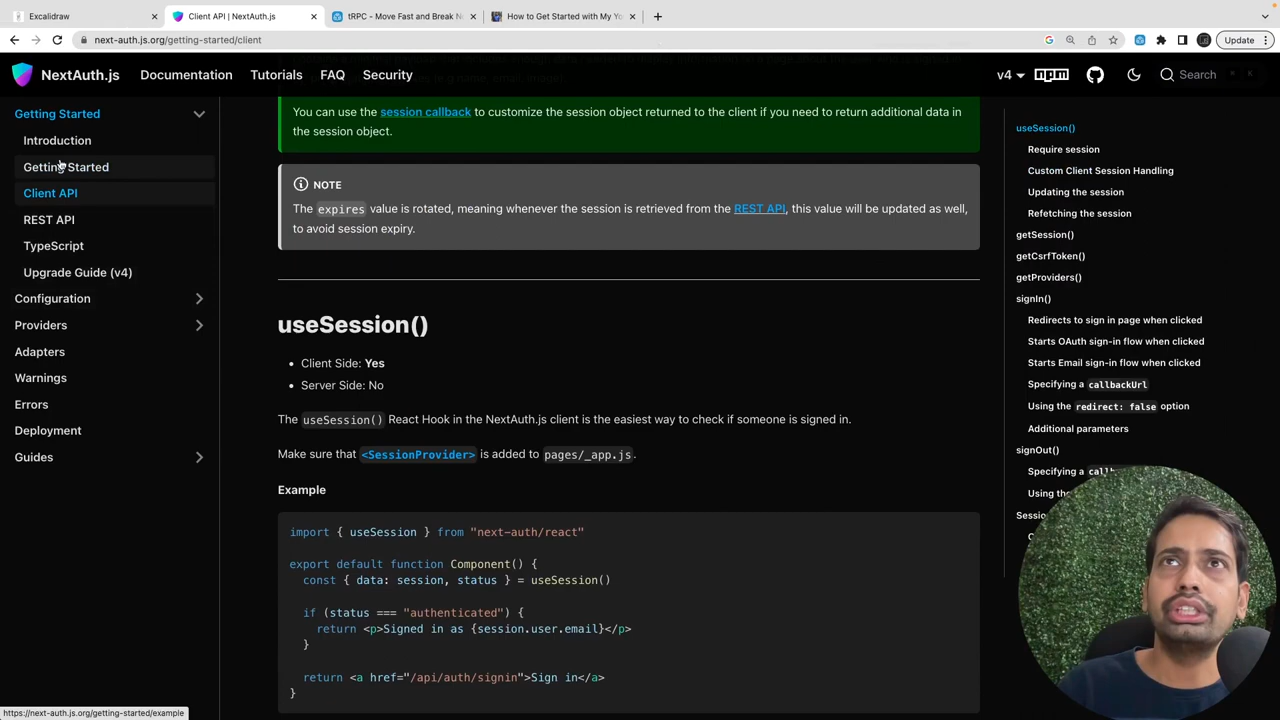 Excalidraw
Client API | NextAuth.js
tRPC - Move Fast and Break N
How to Get Started with My Yo
next-auth.js.org/getting-started/client
Update
NextAuth.js
Documentation
Tutorials
FAQ
Security
v4
npm
Search
K
Getting Started
Introduction
Getting Started
Client API
REST API
TypeScript
Upgrade Guide (v4)
Configuration
Providers
Adapters
Warnings
Errors
Deployment
Guides
You can use the session callback to customize the session object returned to the client if you need to return additional data in
the session object.
NOTE
The expires value is rotated, meaning whenever the session is retrieved from the REST API, this value will be updated as well,
to avoid session expiry.
useSession()
• Client Side: Yes
• Server Side: No
The useSession() React Hook in the NextAuth.js client is the easiest way to check if someone is signed in.
Make sure that <SessionProvider> is added to pages/_app.js.
Example
import { useSession } from "next-auth/react"
export default function Component() {
const { data: session, status } = useSession()
if (status === "authenticated") {
return <p>Signed in as {session.user.email}</p>
}
return <a href="/api/auth/signin">Sign in</a>
}
useSession()
Require session
Custom Client Session Handling
Updating the session
Refetching the session
getSession()
getCsrfToken()
getProviders()
signIn()
Redirects to sign in page when clicked
Starts OAuth sign-in flow when clicked
Starts Email sign-in flow when clicked
Specifying a callbackUrl
Using the redirect: false option
Additional parameters
signOut()
Specifying a
Using the
https://next-auth.js.org/getting-started/example